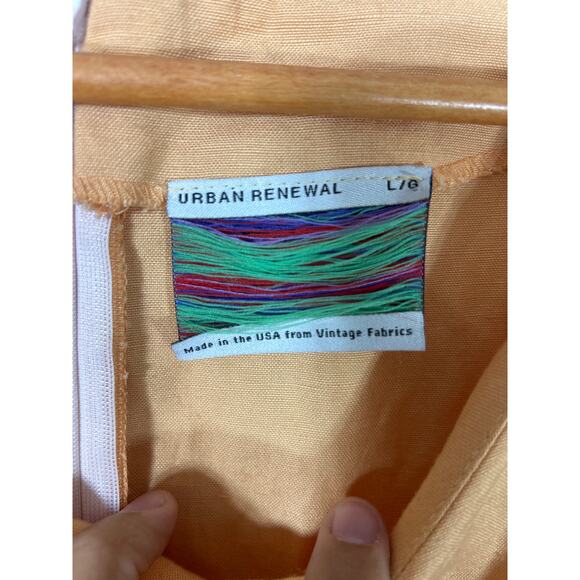 URBAN RENEWAL L/G
Made in the USA from Vintage Fabrics